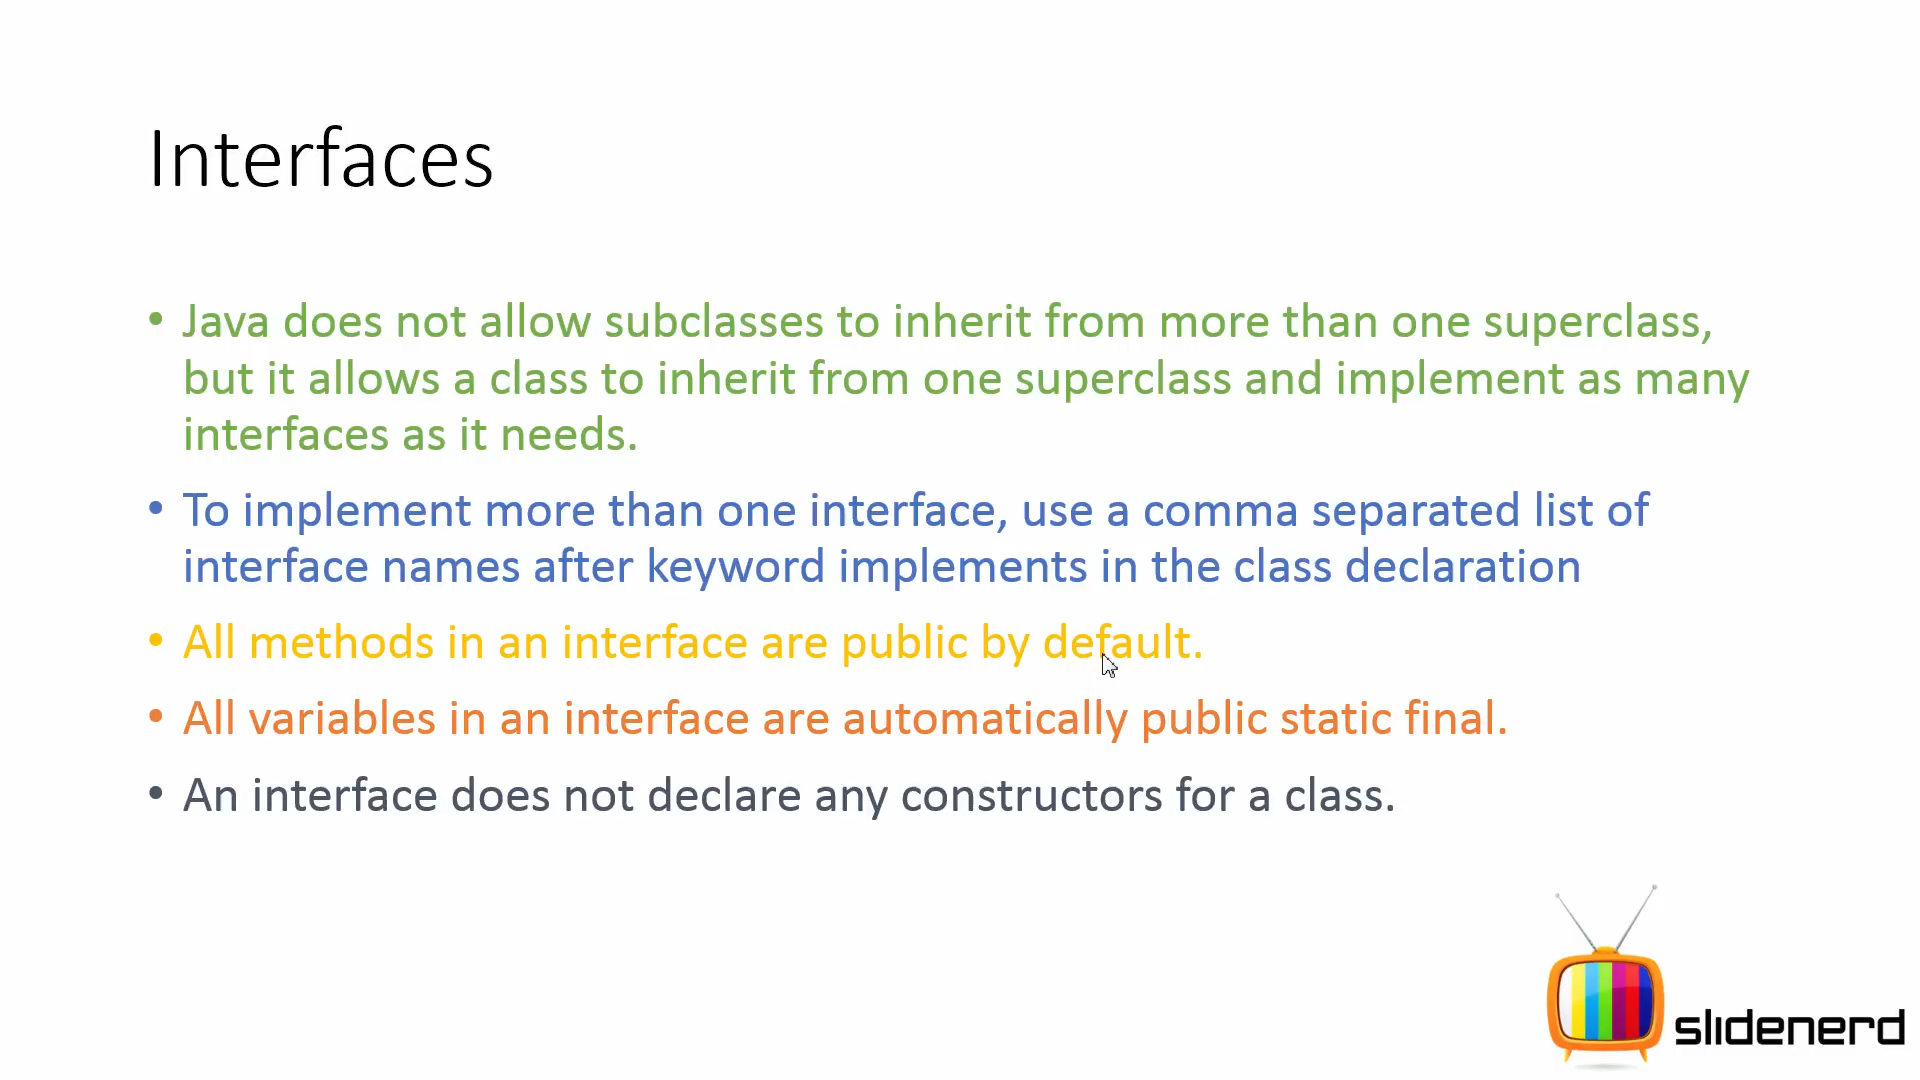 Interfaces
• Java does not allow subclasses to inherit from more than one superclass,
but it allows a class to inherit from one superclass and implement as many
interfaces as it needs.
• To implement more than one interface, use a comma separated list of
interface names after keyword implements in the class declaration
• All methods in an interface are public by default.
• All variables in an interface are automatically public static final.
• An interface does not declare any constructors for a class.
slidenerd